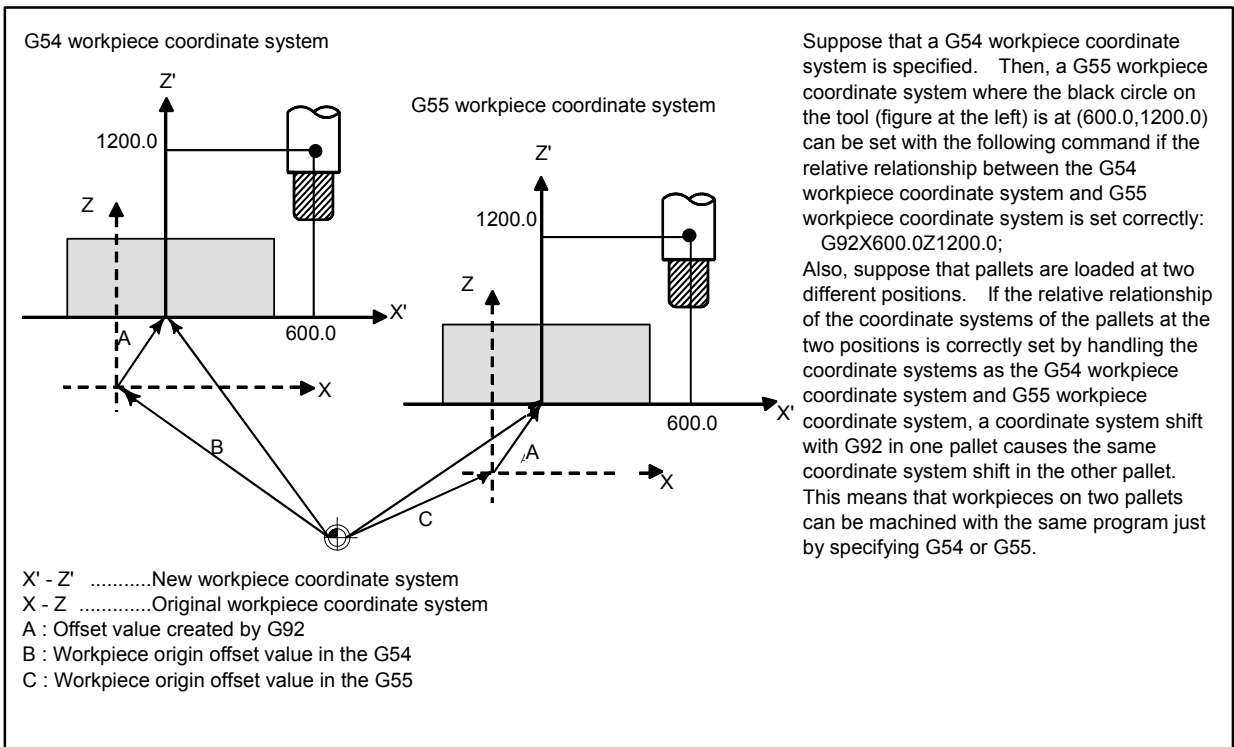 G54 workpiece coordinate system
Z'
1200.0
Z
X'
600.0
A
X
B
G55 workpiece coordinate system
Z'
1200.0
Z
X'
600.0
A
X
C
X' - Z' ...........New workpiece coordinate system
X - Z .............Original workpiece coordinate system
A : Offset value created by G92
B : Workpiece origin offset value in the G54
C : Workpiece origin offset value in the G55
Suppose that a G54 workpiece coordinate
system is specified. Then, a G55 workpiece
coordinate system where the black circle on
the tool (figure at the left) is at (600.0,1200.0)
can be set with the following command if the
relative relationship between the G54
workpiece coordinate system and G55
workpiece coordinate system is set correctly:
G92X600.0Z1200.0;
Also, suppose that pallets are loaded at two
different positions. If the relative relationship
of the coordinate systems of the pallets at the
two positions is correctly set by handling the
coordinate systems as the G54 workpiece
coordinate system and G55 workpiece
coordinate system, a coordinate system shift
with G92 in one pallet causes the same
coordinate system shift in the other pallet.
This means that workpieces on two pallets
can be machined with the same program just
by specifying G54 or G55.